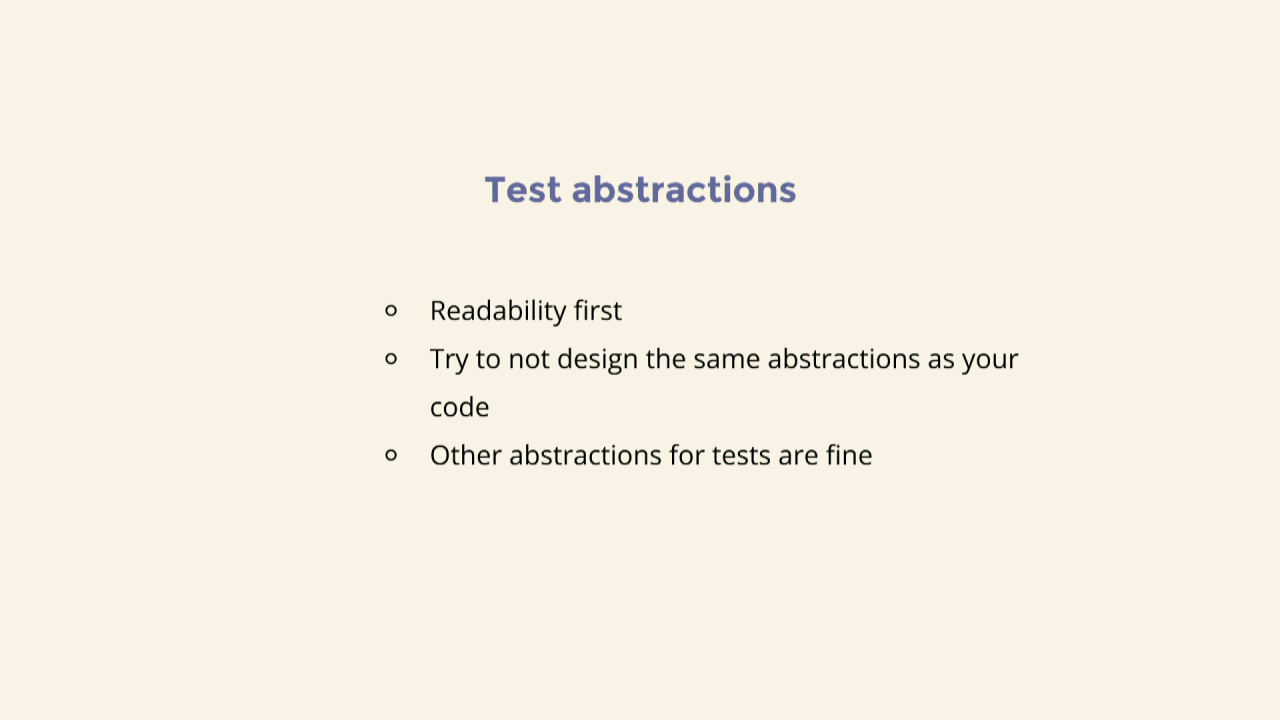 Test abstractions
Readability first
Try to not design the same abstractions as your
code
Other abstractions for tests are fine